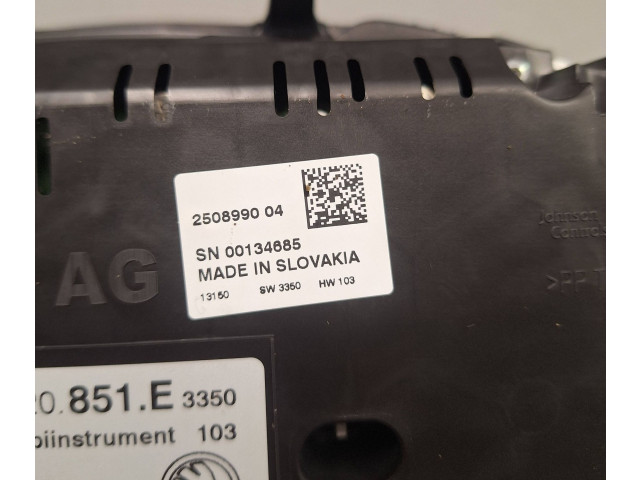 2508990 04
SN 00134685
MADE IN SLOVAKIA
13160 SW 3350 HW 103
AG
Johnson
Controls
>PP-T
20.851.E 3350
biinstrument 103